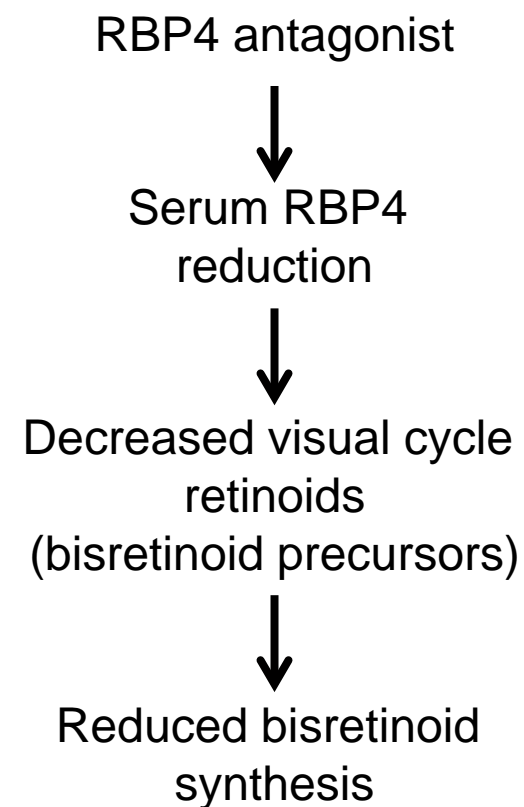 RBP4 antagonist
Serum RBP4
reduction
Decreased visual cycle
retinoids
(bisretinoid precursors)
Reduced bisretinoid
synthesis